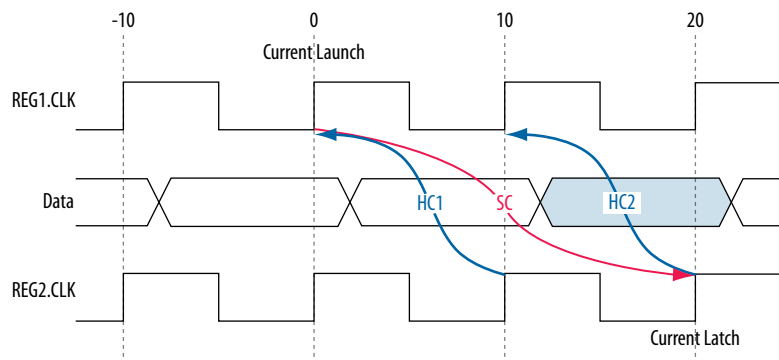 -10 0 10 20
Current Launch
REG1.CLK
Data
HC1 SC HC2
REG2.CLK
Current Latch